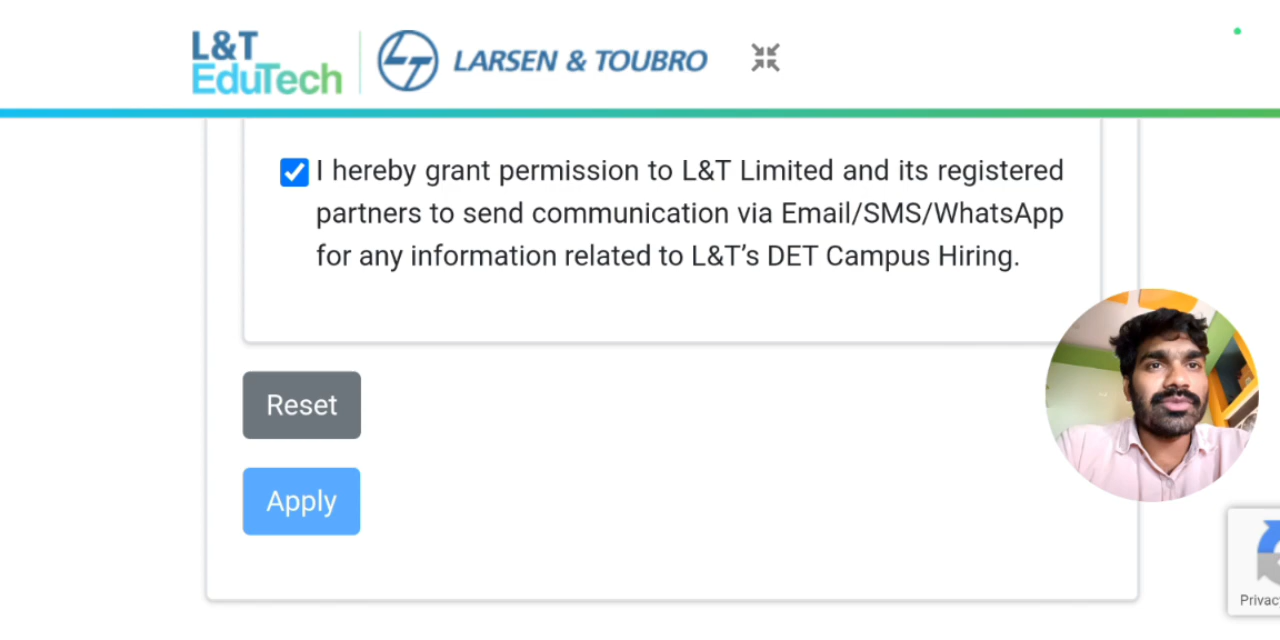 L&T
EduTech
LARSEN & TOUBRO
I hereby grant permission to L&T Limited and its registered
partners to send communication via Email/SMS/WhatsApp
for any information related to L&T’s DET Campus Hiring.
Reset
Apply